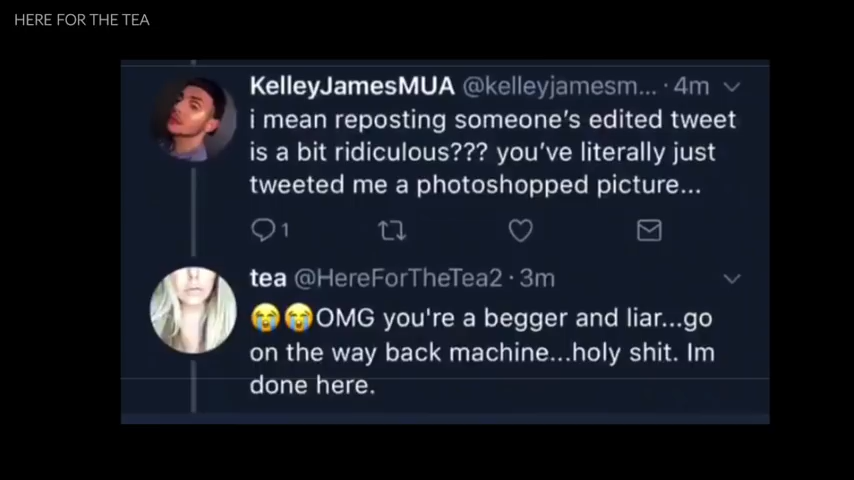 HERE FOR THE TEA
KelleyJamesMUA @kelleyjamesm... · 4m
i mean reposting someone’s edited tweet
is a bit ridiculous??? you’ve literally just
tweeted me a photoshopped picture...
1
tea @HereForTheTea2 · 3m
😭😭OMG you're a begger and liar...go
on the way back machine...holy shit. Im
done here.